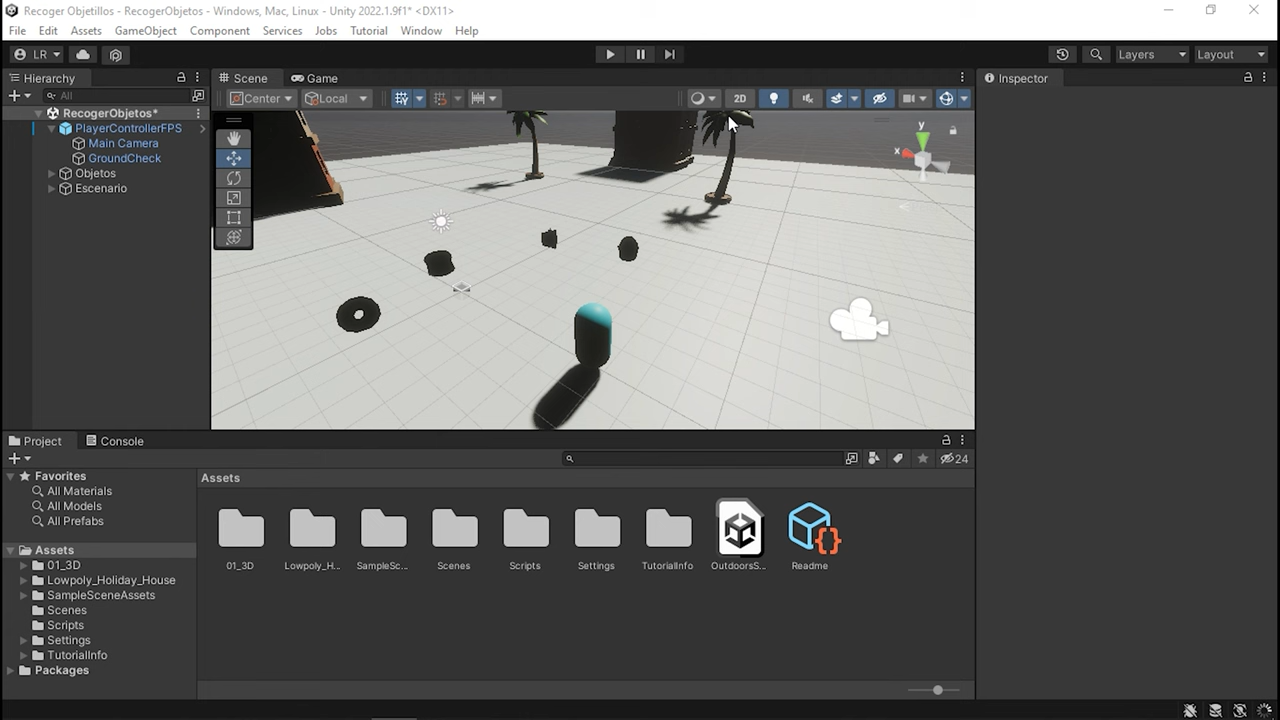 Recoger Objetillos - RecogerObjetos - Windows, Mac, Linux - Unity 2022.1.9f1* <DX11>
File Edit Assets GameObject Component Services Jobs Tutorial Window Help
LR Layers Layout
Hierarchy Scene Game Inspector
All Center Local 2D
RecogerObjetos*
PlayerControllerFPS
Main Camera
GroundCheck
Objetos
Escenario
y
x
Project Console
24
Favorites
All Materials
All Models
All Prefabs
Assets
01_3D
Lowpoly_Holiday_House
SampleSceneAssets
Scenes
Scripts
Settings
TutorialInfo
Packages
Assets
01_3D Lowpoly_H... SampleSc... Scenes Scripts Settings TutorialInfo OutdoorsS... Readme